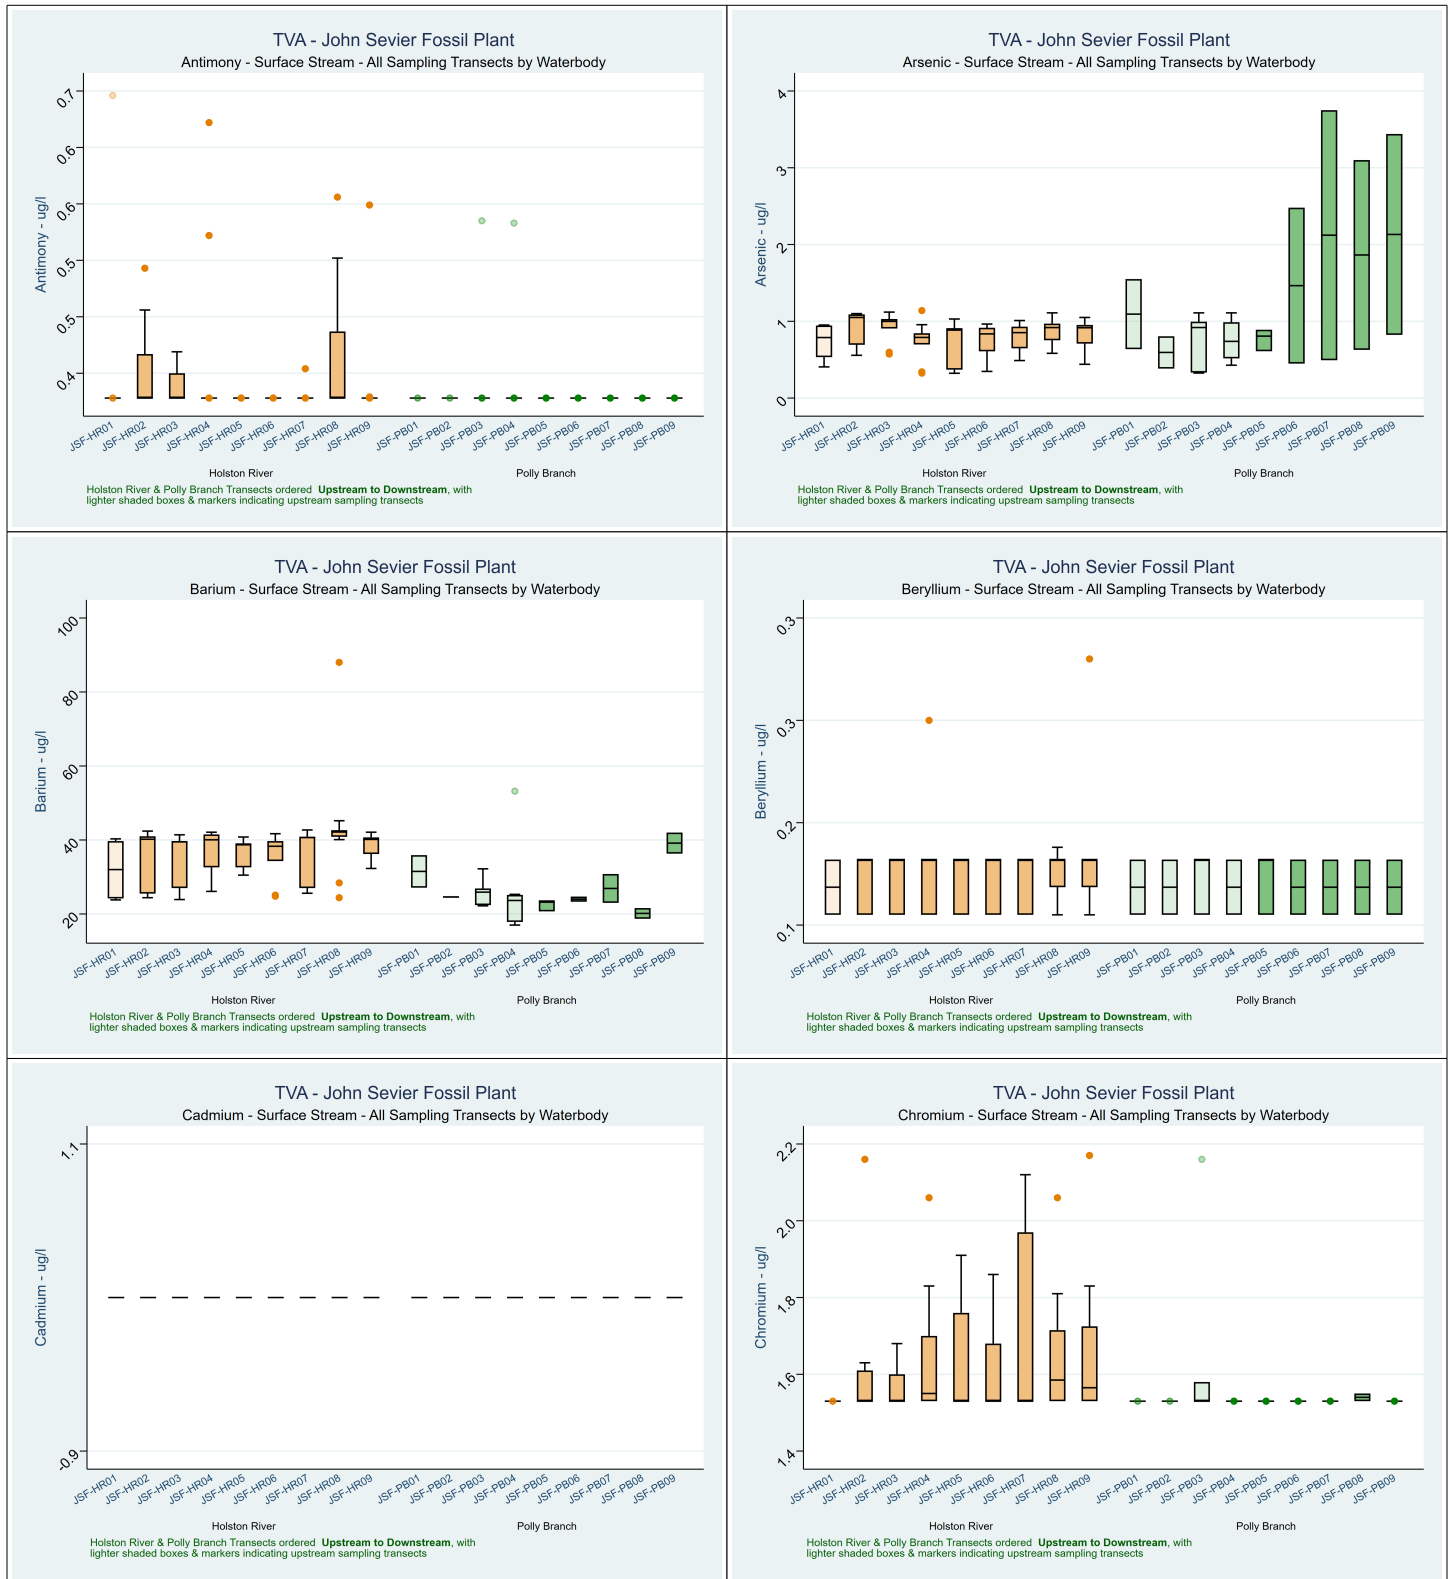 TVA - John Sevier Fossil Plant
Antimony - Surface Stream - All Sampling Transects by Waterbody
Antimony - ug/l
0.7
0.6
0.6
0.5
0.5
0.4
JSF-HR01 JSF-HR02 JSF-HR03 JSF-HR04 JSF-HR05 JSF-HR06 JSF-HR07 JSF-HR08 JSF-HR09 JSF-PB01 JSF-PB02 JSF-PB03 JSF-PB04 JSF-PB05 JSF-PB06 JSF-PB07 JSF-PB08 JSF-PB09
Holston River Polly Branch
Holston River & Polly Branch Transects ordered Upstream to Downstream, with
lighter shaded boxes & markers indicating upstream sampling transects
TVA - John Sevier Fossil Plant
Arsenic - Surface Stream - All Sampling Transects by Waterbody
Arsenic - ug/l
4
3
2
1
0
JSF-HR01 JSF-HR02 JSF-HR03 JSF-HR04 JSF-HR05 JSF-HR06 JSF-HR07 JSF-HR08 JSF-HR09 JSF-PB01 JSF-PB02 JSF-PB03 JSF-PB04 JSF-PB05 JSF-PB06 JSF-PB07 JSF-PB08 JSF-PB09
Holston River Polly Branch
Holston River & Polly Branch Transects ordered Upstream to Downstream, with
lighter shaded boxes & markers indicating upstream sampling transects
TVA - John Sevier Fossil Plant
Barium - Surface Stream - All Sampling Transects by Waterbody
Barium - ug/l
100
80
60
40
20
JSF-HR01 JSF-HR02 JSF-HR03 JSF-HR04 JSF-HR05 JSF-HR06 JSF-HR07 JSF-HR08 JSF-HR09 JSF-PB01 JSF-PB02 JSF-PB03 JSF-PB04 JSF-PB05 JSF-PB06 JSF-PB07 JSF-PB08 JSF-PB09
Holston River Polly Branch
Holston River & Polly Branch Transects ordered Upstream to Downstream, with
lighter shaded boxes & markers indicating upstream sampling transects
TVA - John Sevier Fossil Plant
Beryllium - Surface Stream - All Sampling Transects by Waterbody
Beryllium - ug/l
0.3
0.3
0.2
0.1
JSF-HR01 JSF-HR02 JSF-HR03 JSF-HR04 JSF-HR05 JSF-HR06 JSF-HR07 JSF-HR08 JSF-HR09 JSF-PB01 JSF-PB02 JSF-PB03 JSF-PB04 JSF-PB05 JSF-PB06 JSF-PB07 JSF-PB08 JSF-PB09
Holston River Polly Branch
Holston River & Polly Branch Transects ordered Upstream to Downstream, with
lighter shaded boxes & markers indicating upstream sampling transects
TVA - John Sevier Fossil Plant
Cadmium - Surface Stream - All Sampling Transects by Waterbody
Cadmium - ug/l
1.1
-0.9
JSF-HR01 JSF-HR02 JSF-HR03 JSF-HR04 JSF-HR05 JSF-HR06 JSF-HR07 JSF-HR08 JSF-HR09 JSF-PB01 JSF-PB02 JSF-PB03 JSF-PB04 JSF-PB05 JSF-PB06 JSF-PB07 JSF-PB08 JSF-PB09
Holston River Polly Branch
Holston River & Polly Branch Transects ordered Upstream to Downstream, with
lighter shaded boxes & markers indicating upstream sampling transects
TVA - John Sevier Fossil Plant
Chromium - Surface Stream - All Sampling Transects by Waterbody
Chromium - ug/l
2.2
2.0
1.8
1.6
1.4
JSF-HR01 JSF-HR02 JSF-HR03 JSF-HR04 JSF-HR05 JSF-HR06 JSF-HR07 JSF-HR08 JSF-HR09 JSF-PB01 JSF-PB02 JSF-PB03 JSF-PB04 JSF-PB05 JSF-PB06 JSF-PB07 JSF-PB08 JSF-PB09
Holston River Polly Branch
Holston River & Polly Branch Transects ordered Upstream to Downstream, with
lighter shaded boxes & markers indicating upstream sampling transects